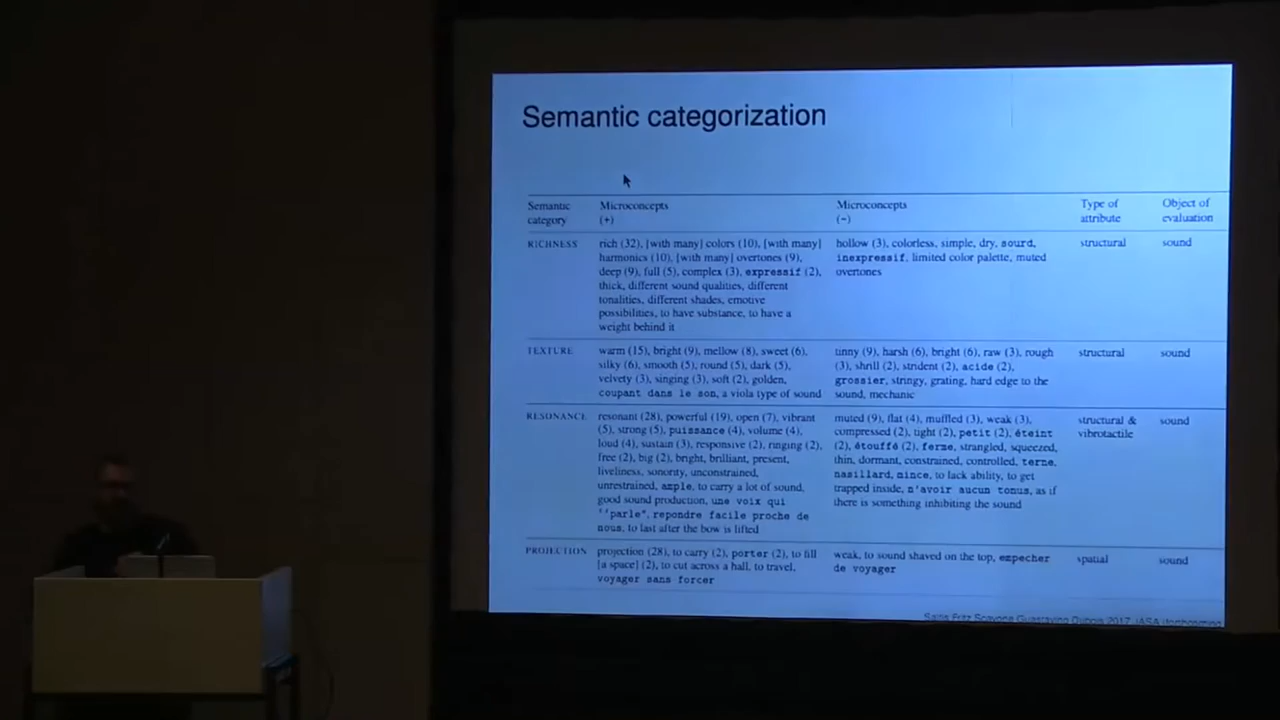 Semantic categorization
Semantic category
Microconcepts (+)
Microconcepts (−)
Type of attribute
Object of evaluation
RICHNESS
rich (32), [with many] colors (10), [with many]
harmonics (10), [with many] overtones (9),
deep (9), full (5), complex (3), expressif (2),
thick, different sound qualities, different
tonalities, different shades, emotive
possibilities, to have substance, to have a
weight behind it
hollow (3), colorless, simple, dry, sourd,
inexpressif, limited color palette, muted
overtones
structural
sound
TEXTURE
warm (15), bright (9), mellow (8), sweet (6),
silky (6), smooth (5), round (5), dark (5),
velvety (3), singing (3), soft (2), golden,
coupant dans le son, a viola type of sound
tinny (9), harsh (6), bright (6), raw (3), rough
(3), shrill (2), strident (2), acide (2),
grossier, stringy, grating, hard edge to the
sound, mechanic
structural
sound
RESONANCE
resonant (28), powerful (19), open (7), vibrant
(5), strong (5), puissance (4), volume (4),
loud (4), sustain (3), responsive (2), ringing (2),
free (2), big (2), bright, brilliant, present,
liveliness, sonority, unconstrained,
unrestrained, ample, to carry a lot of sound,
good sound production, une voix qui
''parle", repondre facile proche de
nous, to last after the bow is lifted
muted (9), flat (4), muffled (3), weak (3),
compressed (2), tight (2), petit (2), éteint
(2), étouffé (2), ferme, strangled, squeezed,
thin, dormant, constrained, controlled, terne,
nasillard, mince, to lack ability, to get
trapped inside, n'avoir aucun tonus, as if
there is something inhibiting the sound
structural &
vibrotactile
sound
PROJECTION
projection (28), to carry (2), porter (2), to fill
[a space] (2), to cut across a hall, to travel,
voyager sans forcer
weak, to sound shaved on the top, empecher
de voyager
spatial
sound
Saitis Fritz Scavone Guastavino Dubois 2017 JASA